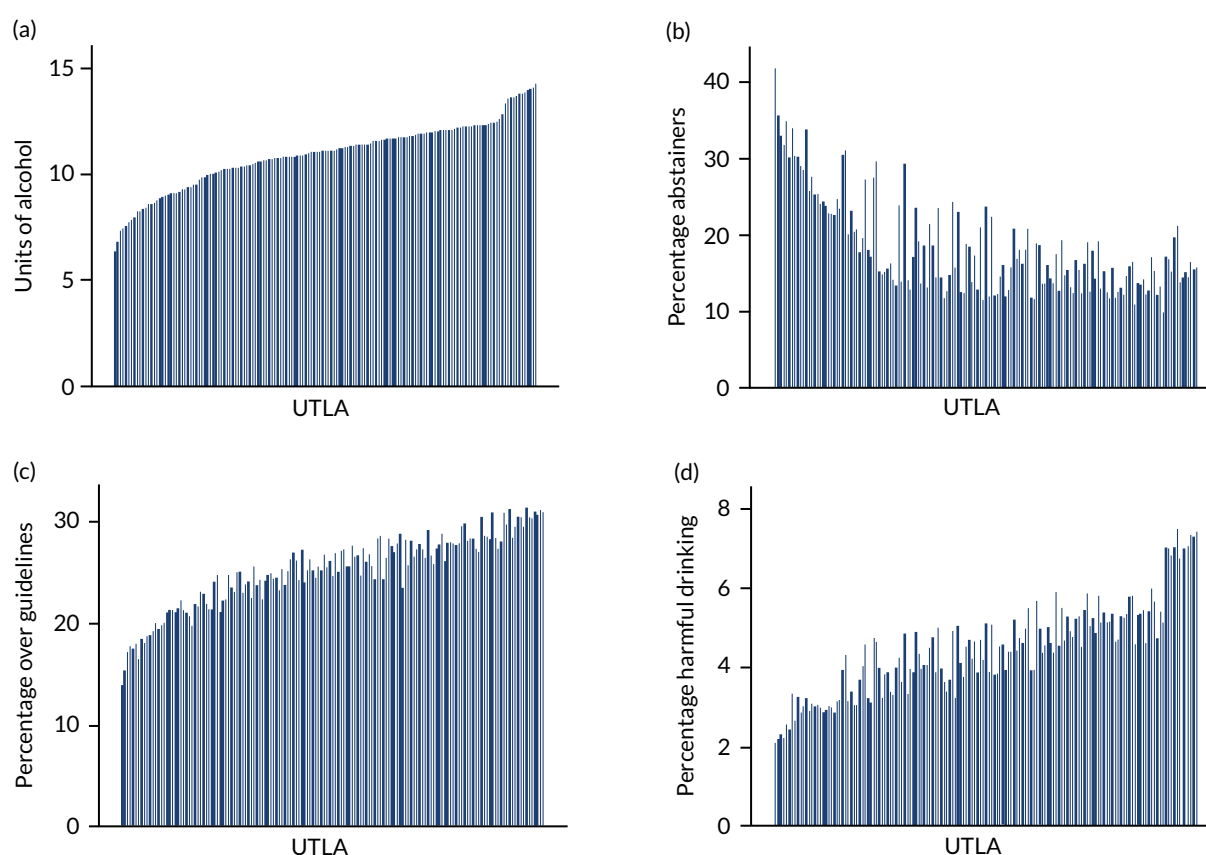 (a)
15
10
5
0
Units of alcohol
UTLA
(b)
40
30
20
10
0
Percentage abstainers
UTLA
(c)
30
20
10
0
Percentage over guidelines
UTLA
(d)
8
6
4
2
0
Percentage harmful drinking
UTLA